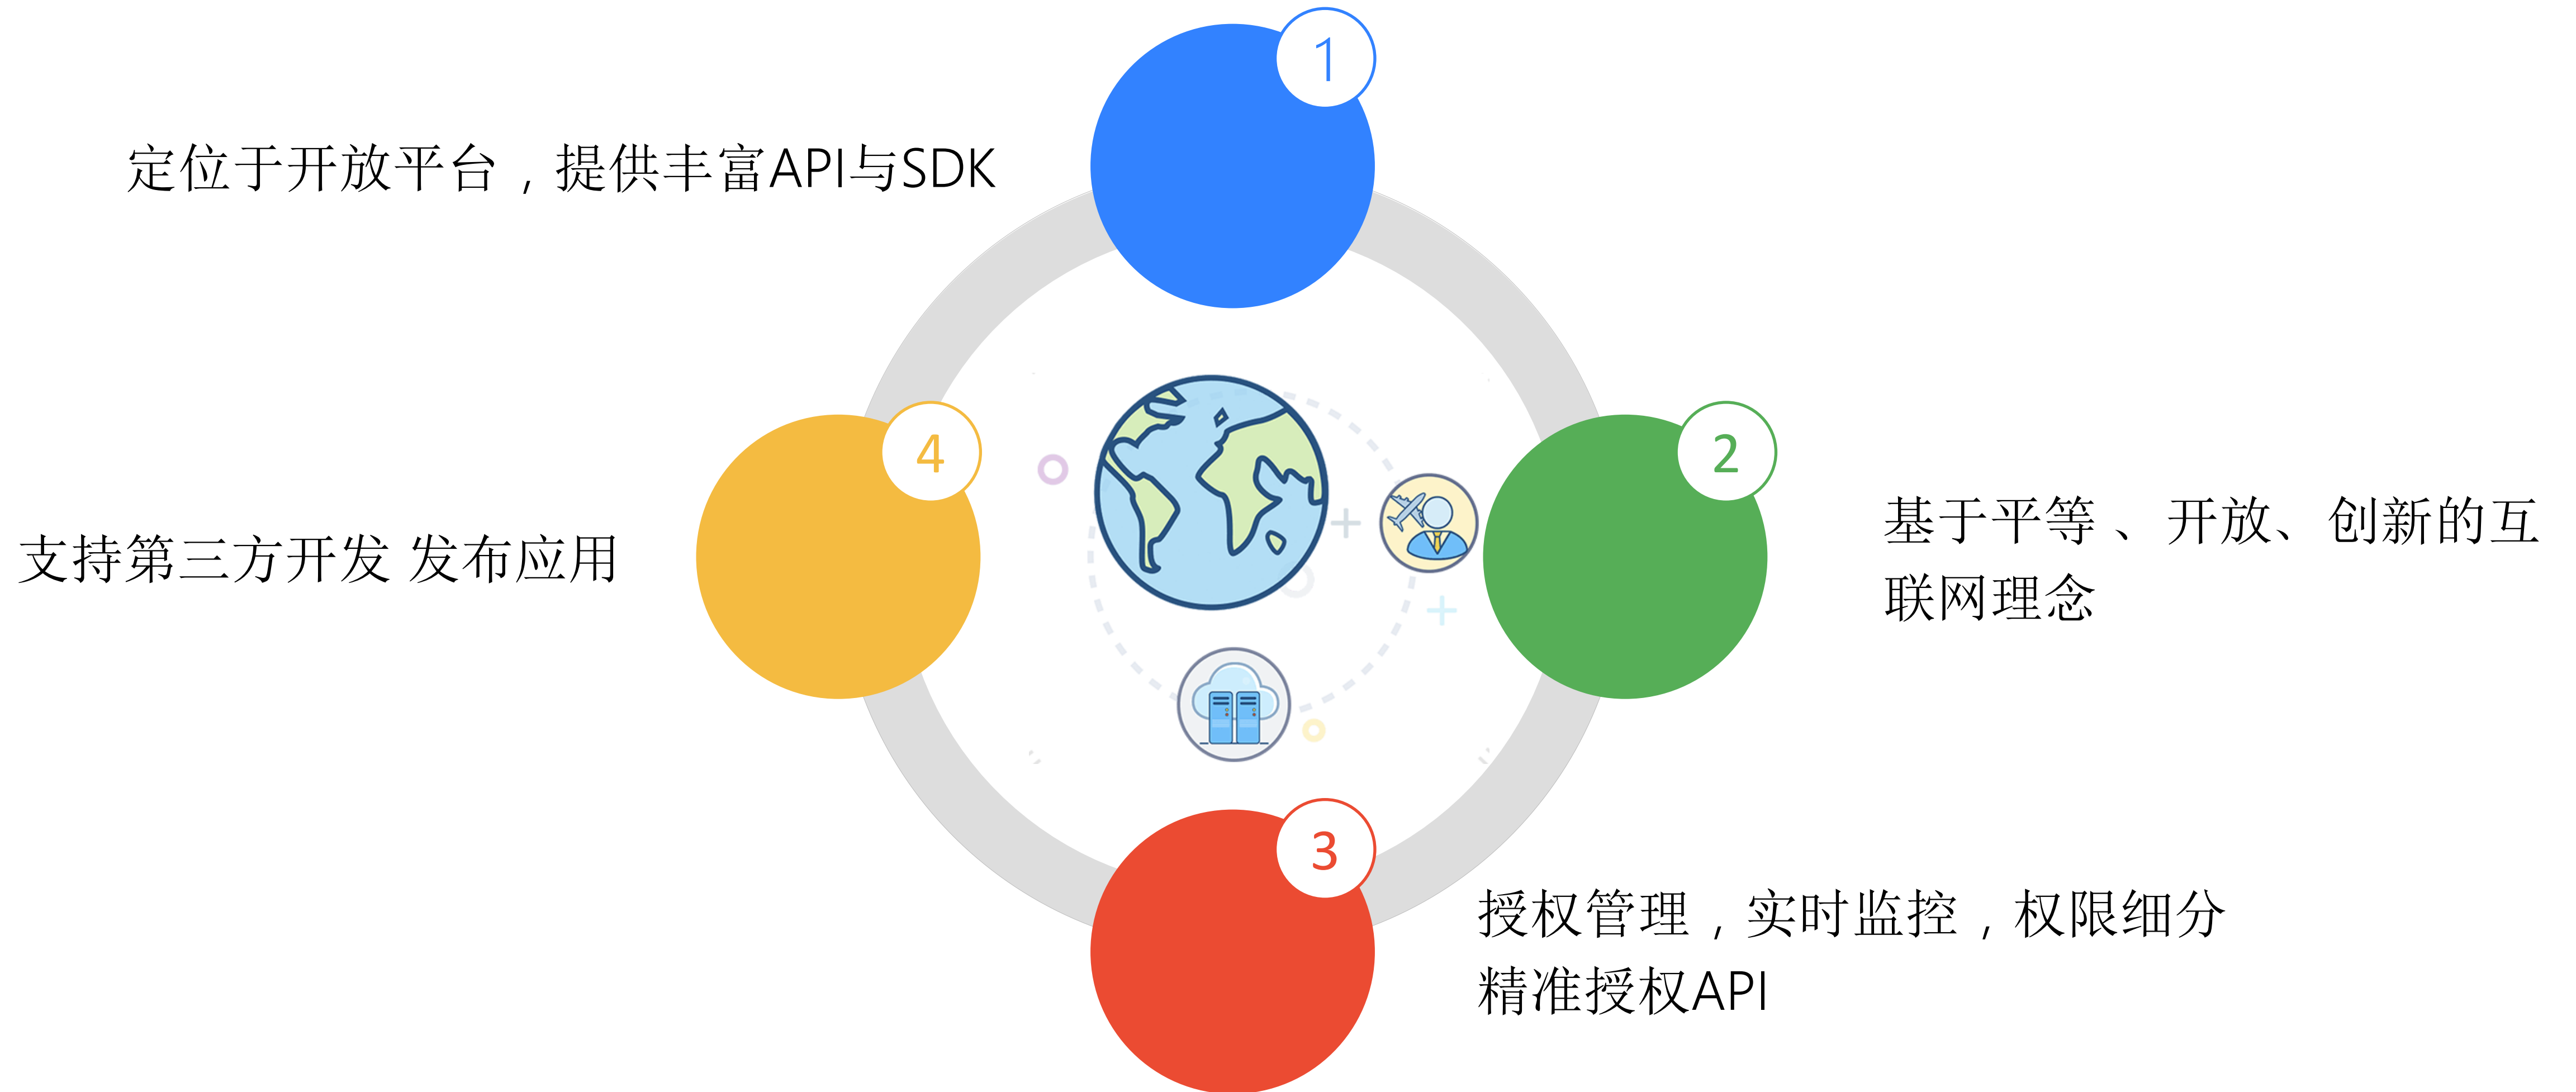 1
定位于开放平台，提供丰富API与SDK
2
基于平等 、开放、创新的互
联网理念
3
授权管理，实时监控，权限细分
精准授权API
4
支持第三方开发 发布应用